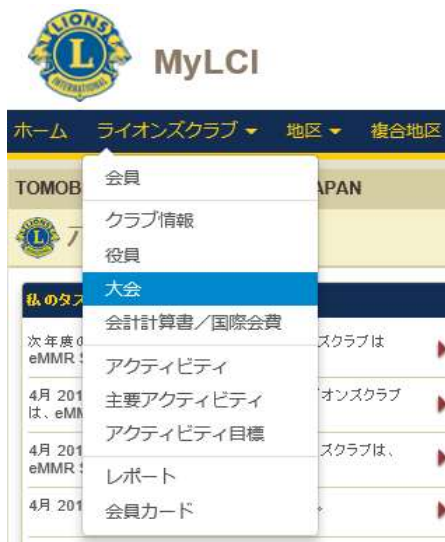 LIONS
L
INTERNATIONAL
MyLCI
ホーム ライオンズクラブ 地区 複合地区
TOMOB
APAN
会員
クラブ情報
役員
大会
会計計算書／国際会費
アクティビティ
主要アクティビティ
アクティビティ目標
レポート
会員カード
私のタス
次年度の
ズクラブは
eMMR S
4月 201
イオンズクラブ
は、eMM
4月 201
スクラブは、
eMMR S
4月 201